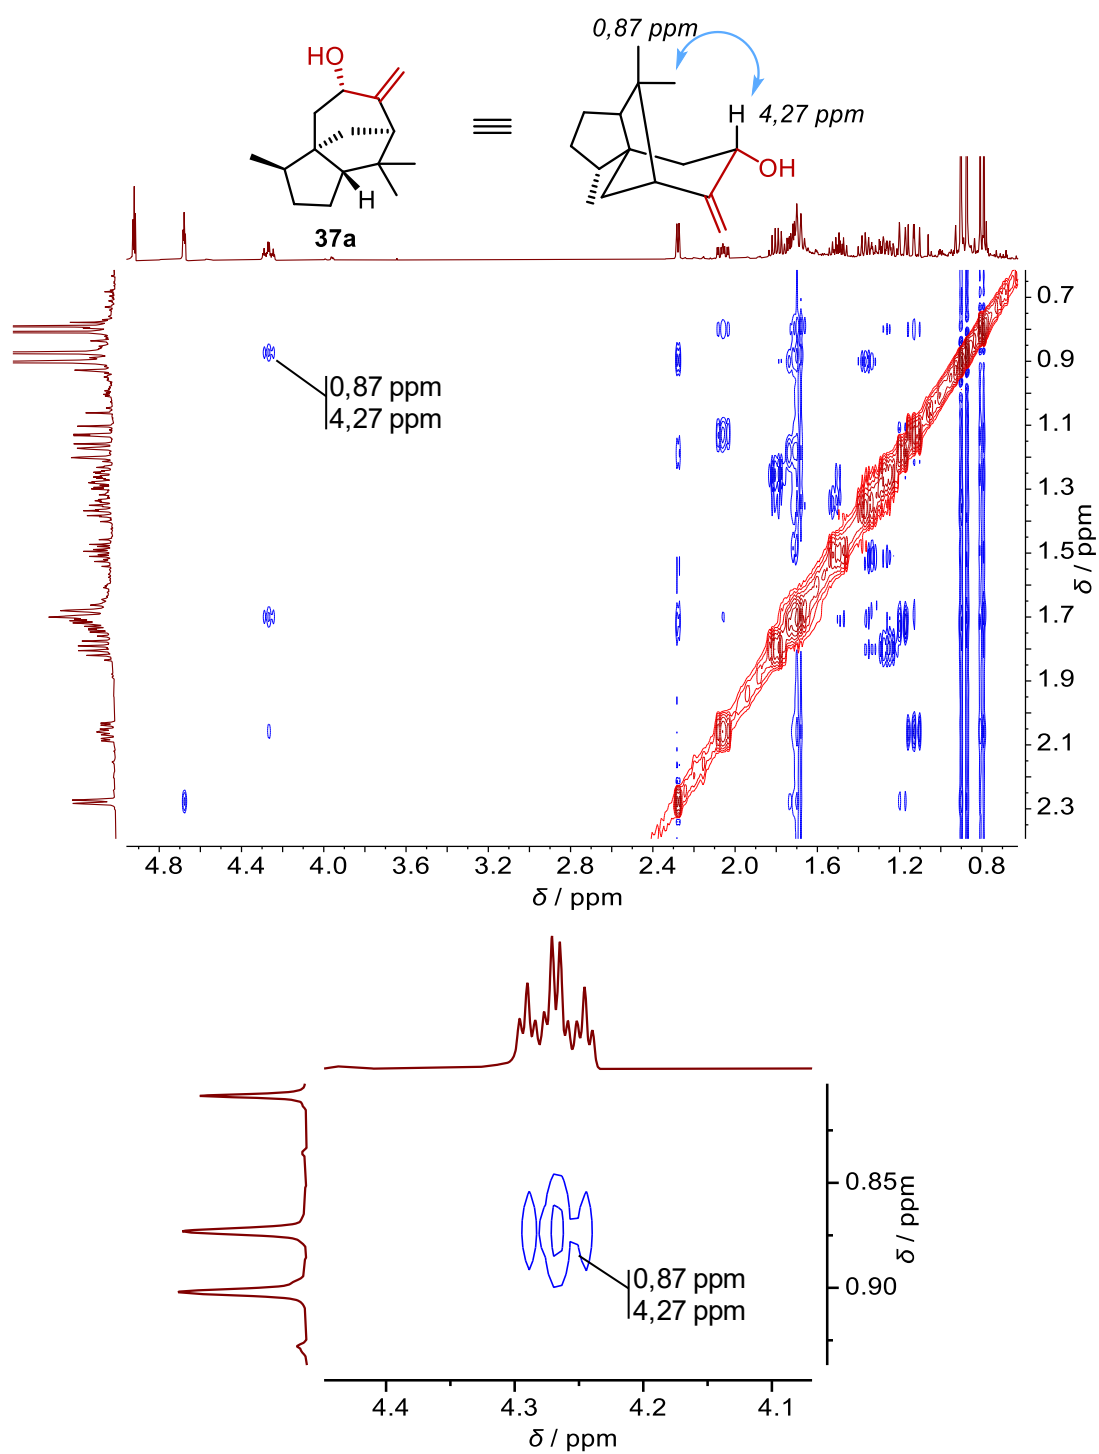 0,87 ppm
HO
H 4,27 ppm
OH
H
37a
0.7
0.9
0,87 ppm
4,27 ppm
1.1
1.3
1.5
δ / ppm
1.7
1.9
2.1
2.3
4.8 4.4 4.0 3.6 3.2 2.8 2.4 2.0 1.6 1.2 0.8
δ / ppm
0.85
δ / ppm
0,87 ppm
4,27 ppm
0.90
4.4 4.3 4.2 4.1
δ / ppm